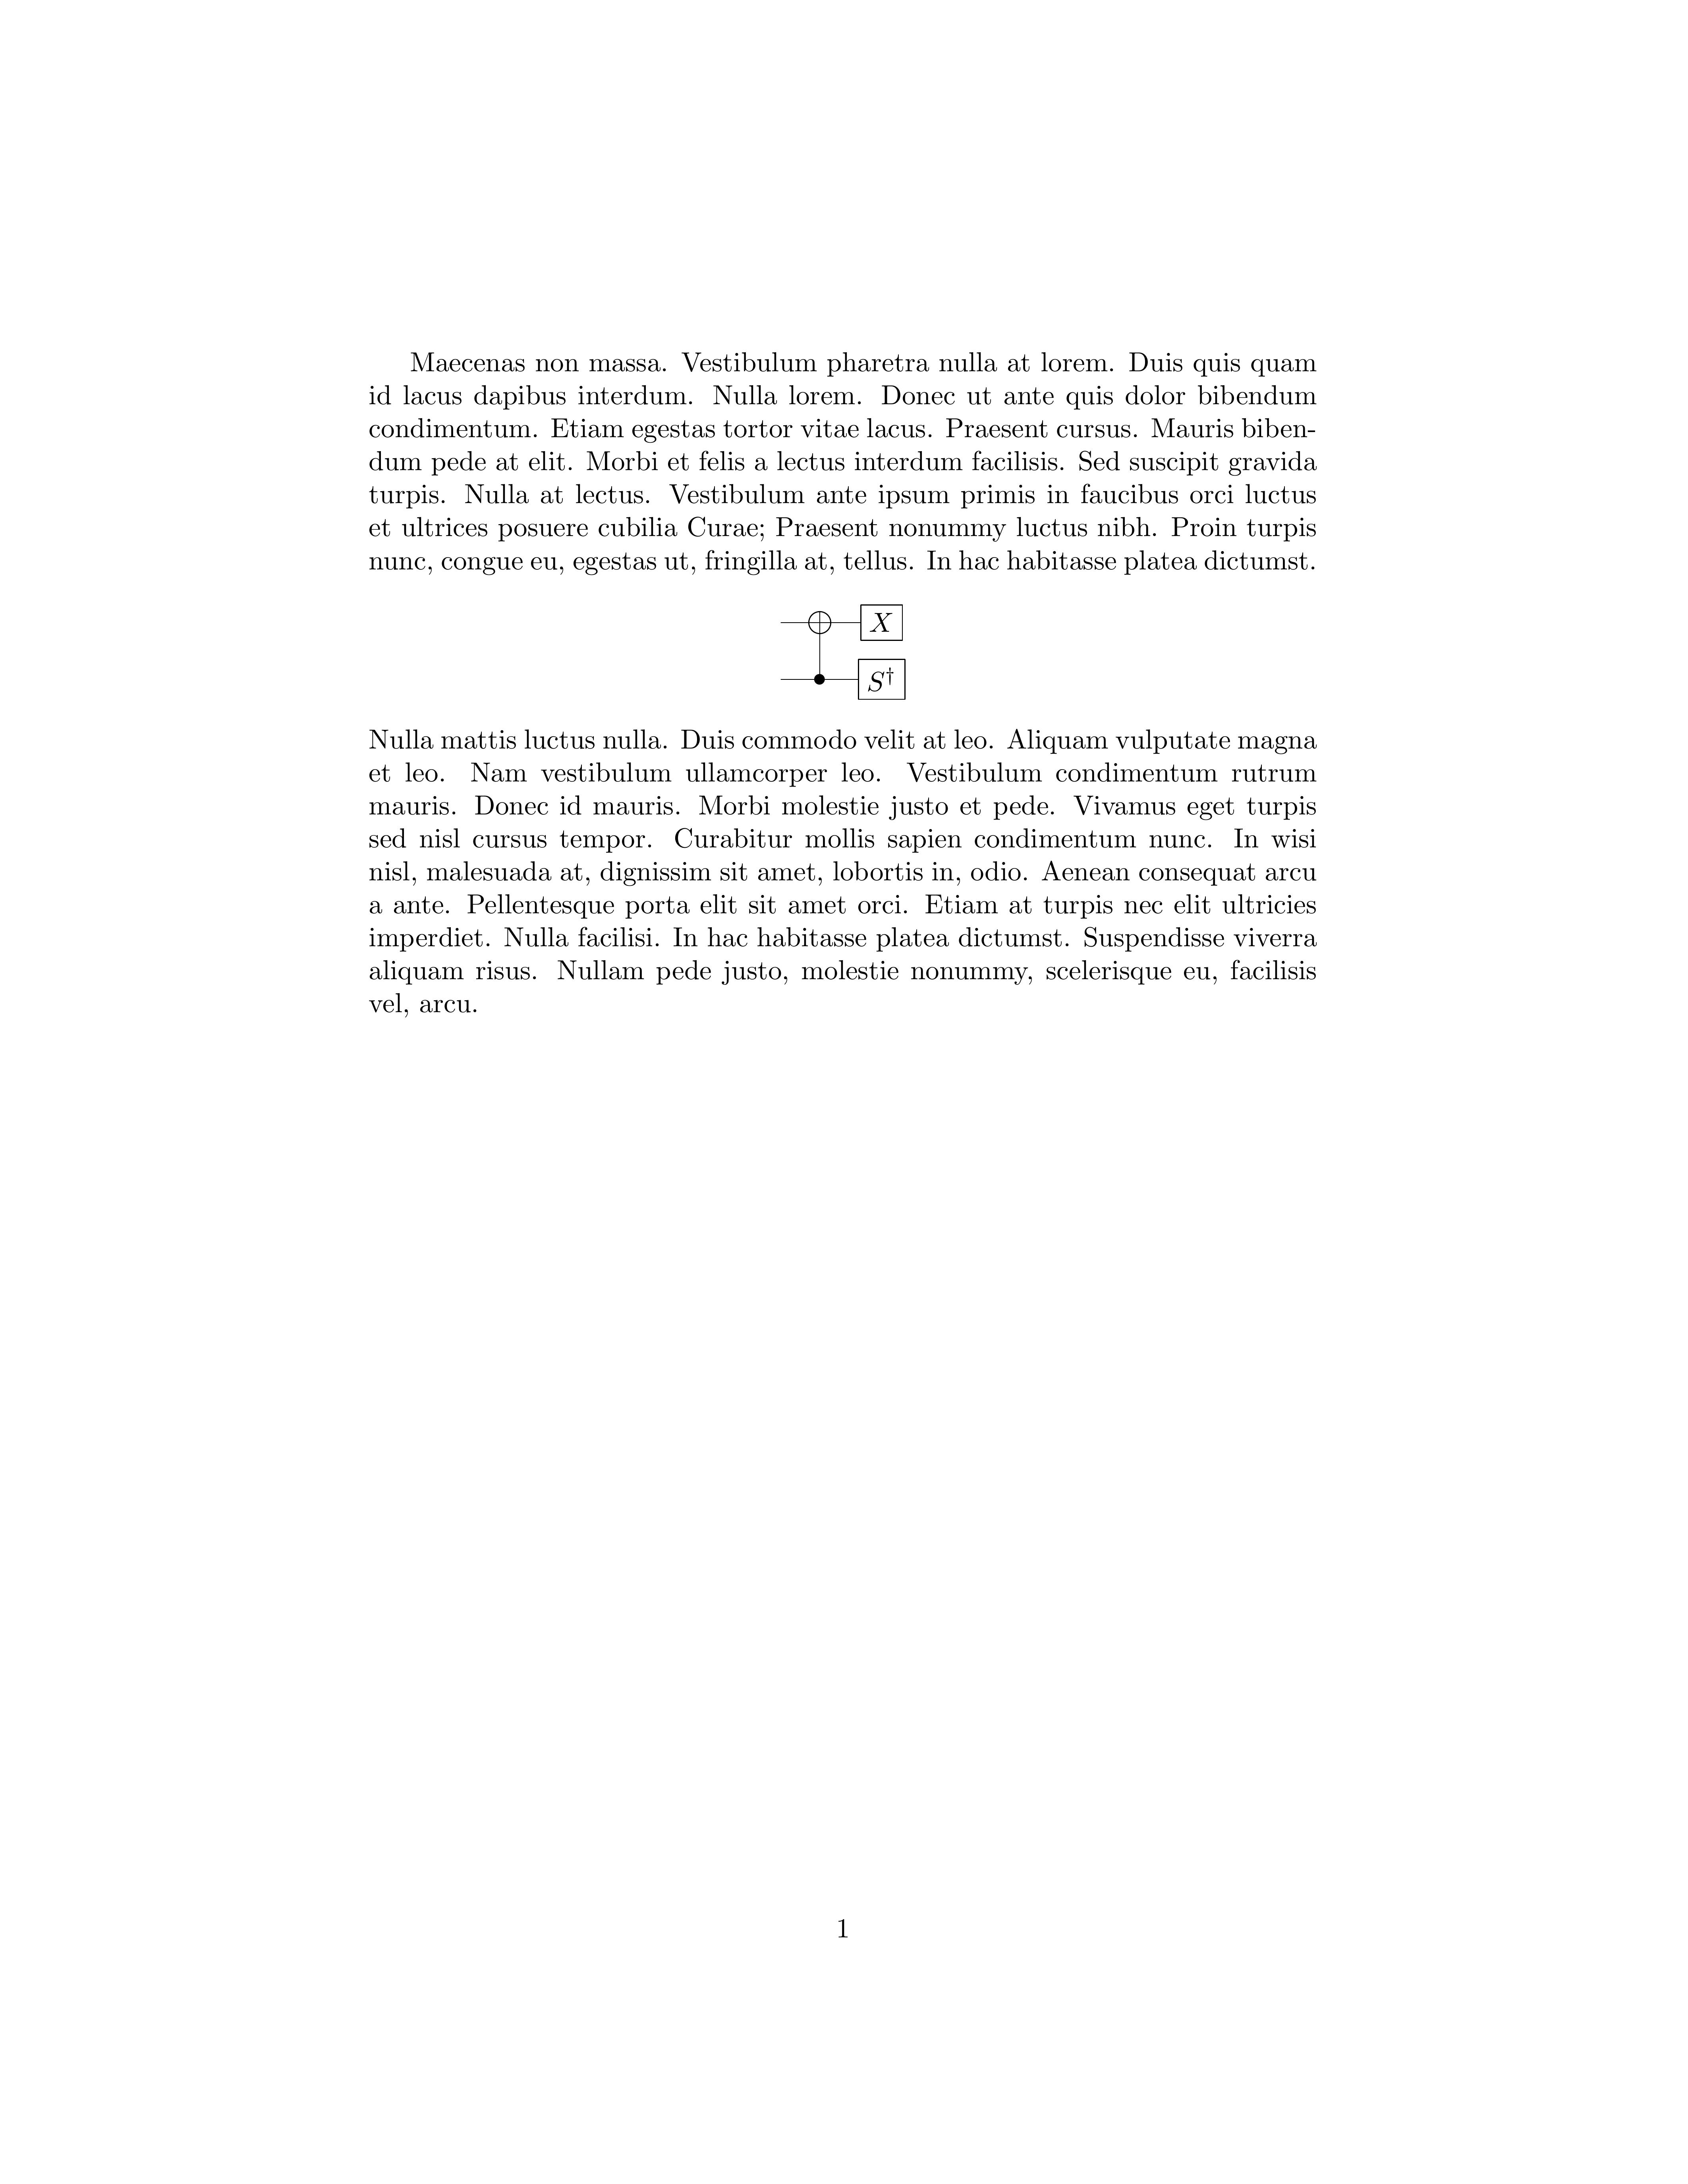 Maecenas non massa. Vestibulum pharetra nulla at lorem. Duis quis quam
id lacus dapibus interdum. Nulla lorem. Donec ut ante quis dolor bibendum
condimentum. Etiam egestas tortor vitae lacus. Praesent cursus. Mauris biben-
dum pede at elit. Morbi et felis a lectus interdum facilisis. Sed suscipit gravida
turpis. Nulla at lectus. Vestibulum ante ipsum primis in faucibus orci luctus
et ultrices posuere cubilia Curae; Praesent nonummy luctus nibh. Proin turpis
nunc, congue eu, egestas ut, fringilla at, tellus. In hac habitasse platea dictumst.
X
S†
Nulla mattis luctus nulla. Duis commodo velit at leo. Aliquam vulputate magna
et leo. Nam vestibulum ullamcorper leo. Vestibulum condimentum rutrum
mauris. Donec id mauris. Morbi molestie justo et pede. Vivamus eget turpis
sed nisl cursus tempor. Curabitur mollis sapien condimentum nunc. In wisi
nisl, malesuada at, dignissim sit amet, lobortis in, odio. Aenean consequat arcu
a ante. Pellentesque porta elit sit amet orci. Etiam at turpis nec elit ultricies
imperdiet. Nulla facilisi. In hac habitasse platea dictumst. Suspendisse viverra
aliquam risus. Nullam pede justo, molestie nonummy, scelerisque eu, facilisis
vel, arcu.
1